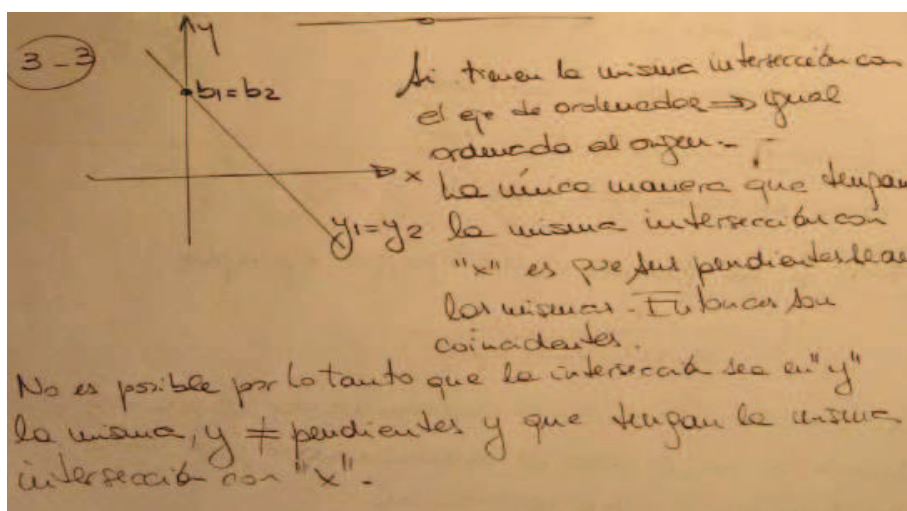 3-3
y
b1=b2
x
y1=y2
Si tienen la misma intersección con
el eje de ordenadas ⇒ igual
ordenada al origen.-
La única manera que tengan
la misma intersección con
"x" es que sus pendientes sean
las mismas. Entonces son
coincidentes.
No es posible por lo tanto que la intersección sea en "y"
la misma, y ≠ pendientes y que tengan la misma
intersección con "x".-